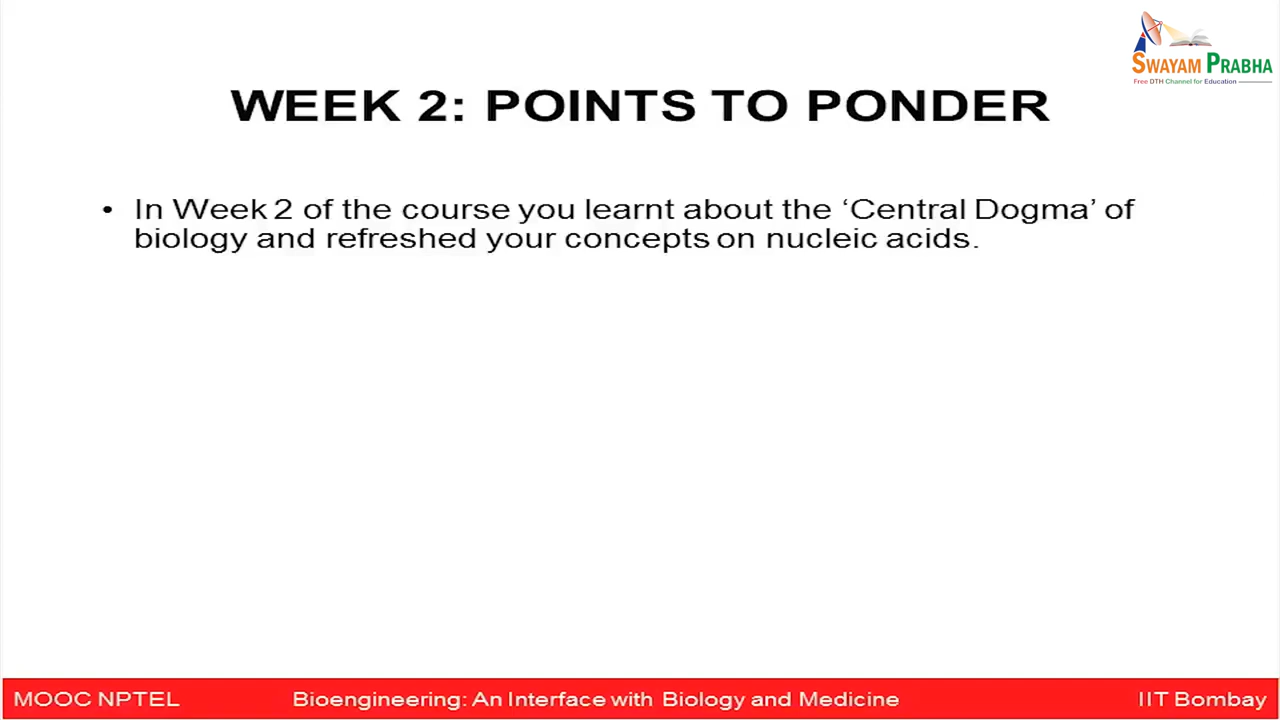 SWAYAM PRABHA
Free DTH Channel for Education
WEEK 2: POINTS TO PONDER
• In Week 2 of the course you learnt about the ‘Central Dogma’ of
biology and refreshed your concepts on nucleic acids.
MOOC NPTEL Bioengineering: An Interface with Biology and Medicine IIT Bombay